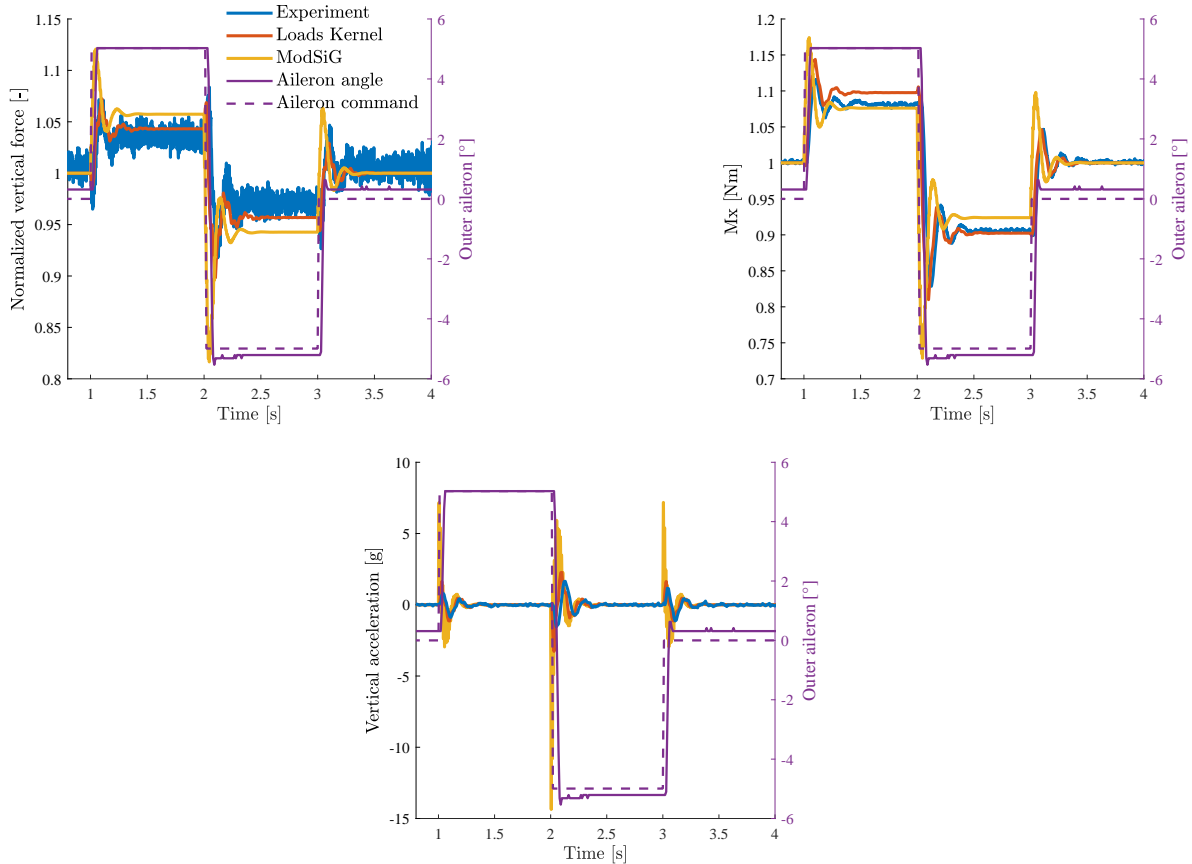 Experiment
Loads Kernel
ModSiG
Aileron angle
Aileron command
1.15
1.1
1.05
1
0.95
0.9
0.85
0.8
Normalized vertical force [-]
1 1.5 2 2.5 3 3.5 4
Time [s]
6
4
2
0
-2
-4
-6
Outer aileron [°]
1.2
1.15
1.1
1.05
1
0.95
0.9
0.85
0.8
0.75
0.7
Mx [Nm]
1 1.5 2 2.5 3 3.5 4
Time [s]
6
4
2
0
-2
-4
-6
Outer aileron [°]
10
5
0
-5
-10
-15
Vertical acceleration [g]
1 1.5 2 2.5 3 3.5 4
Time [s]
6
4
2
0
-2
-4
-6
Outer aileron [°]